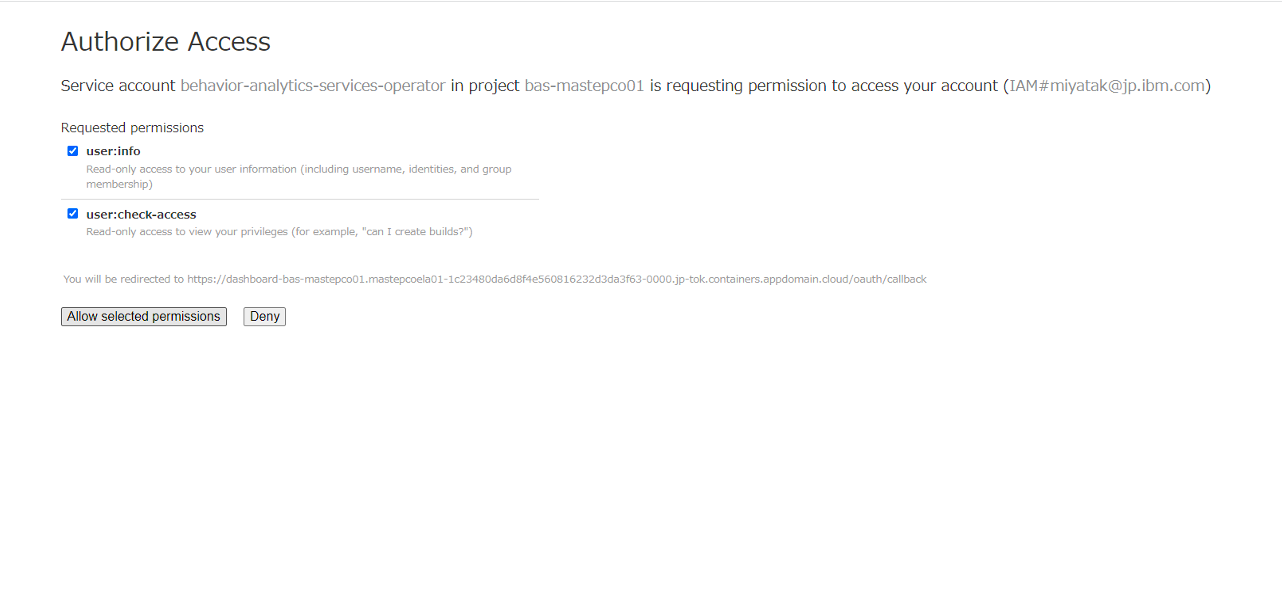 Authorize Access
Service account behavior-analytics-services-operator in project bas-mastepco01 is requesting permission to access your account (IAM#miyatak@jp.ibm.com)
Requested permissions
user:info
Read-only access to your user information (including username, identities, and group
membership)
user:check-access
Read-only access to view your privileges (for example, "can I create builds?")
You will be redirected to https://dashboard-bas-mastepco01.mastepcoela01-1c23480da6d8f4e560816232d3da3f63-0000.jp-tok.containers.appdomain.cloud/oauth/callback
Allow selected permissions Deny